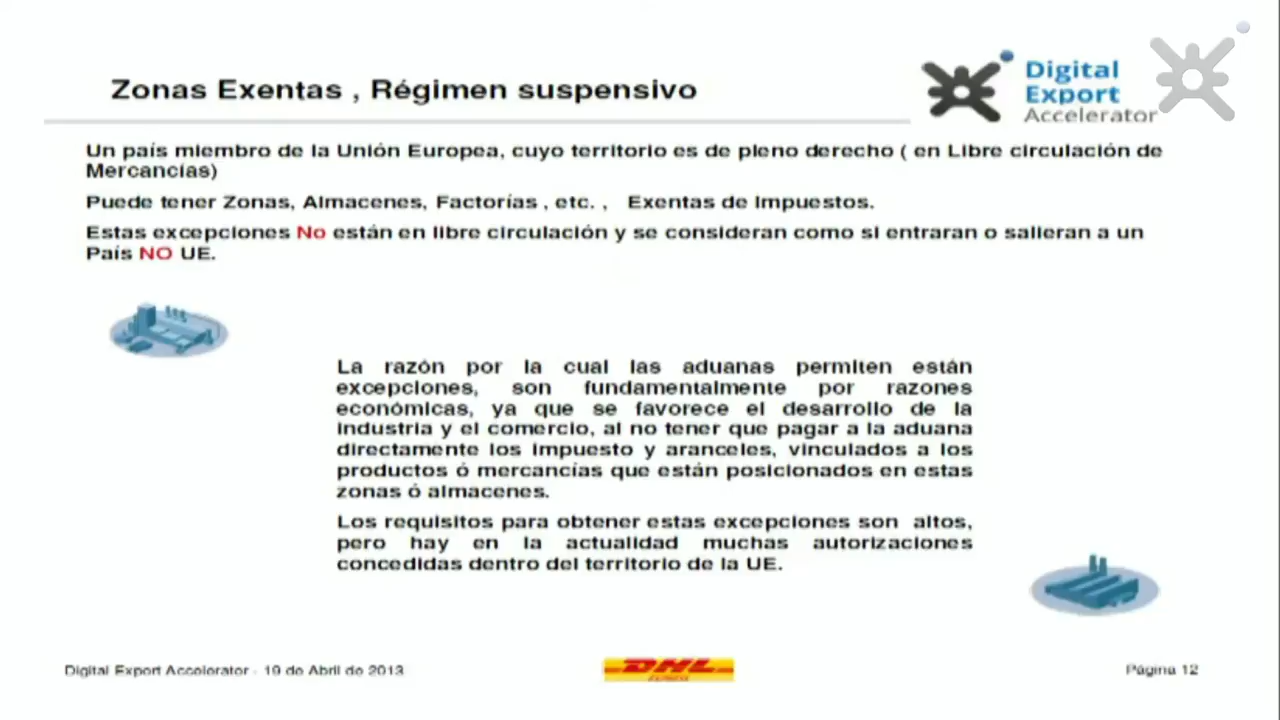 Zonas Exentas , Régimen suspensivo
Digital
Export
Accelerator
Un país miembro de la Unión Europea, cuyo territorio es de pleno derecho ( en Libre circulación de
Mercancías)
Puede tener Zonas, Almacenes, Factorías , etc. , Exentas de Impuestos.
Estas excepciones No están en libre circulación y se consideran como si entraran o salieran a un
País NO UE.
La razón por la cual las aduanas permiten están
excepciones, son fundamentalmente por razones
económicas, ya que se favorece el desarrollo de la
industria y el comercio, al no tener que pagar a la aduana
directamente los impuesto y aranceles, vinculados a los
productos ó mercancías que están posicionados en estas
zonas ó almacenes.
Los requisitos para obtener estas excepciones son altos,
pero hay en la actualidad muchas autorizaciones
concedidas dentro del territorio de la UE.
Digital Export Accelerator - 19 de Abril de 2013
DHL
EXPRESS
Página 12